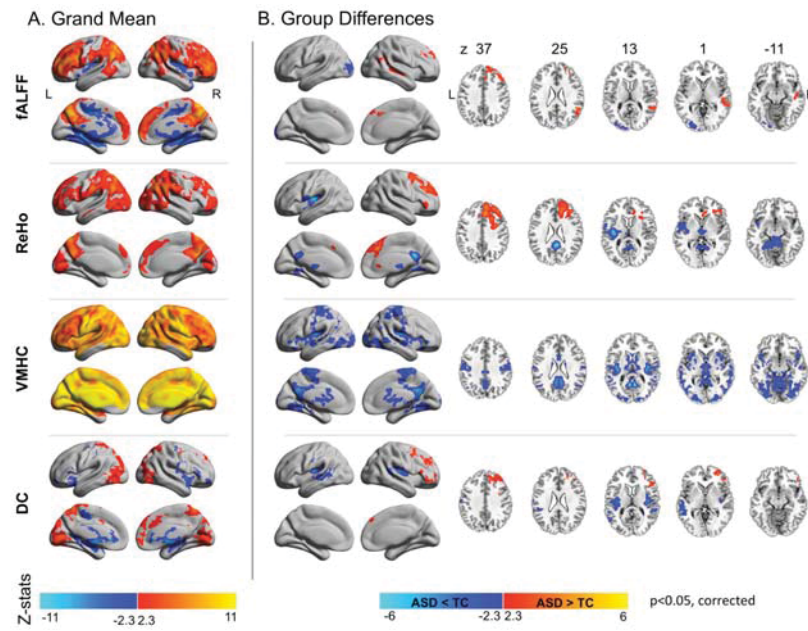 A. Grand Mean
B. Group Differences
z 37 25 13 1 -11
fALFF
L R
L
ReHo
VMHC
DC
Z-stats
-11 -2.3 2.3 11
ASD < TC ASD > TC
-6 -2.3 2.3 6
p<0.05, corrected